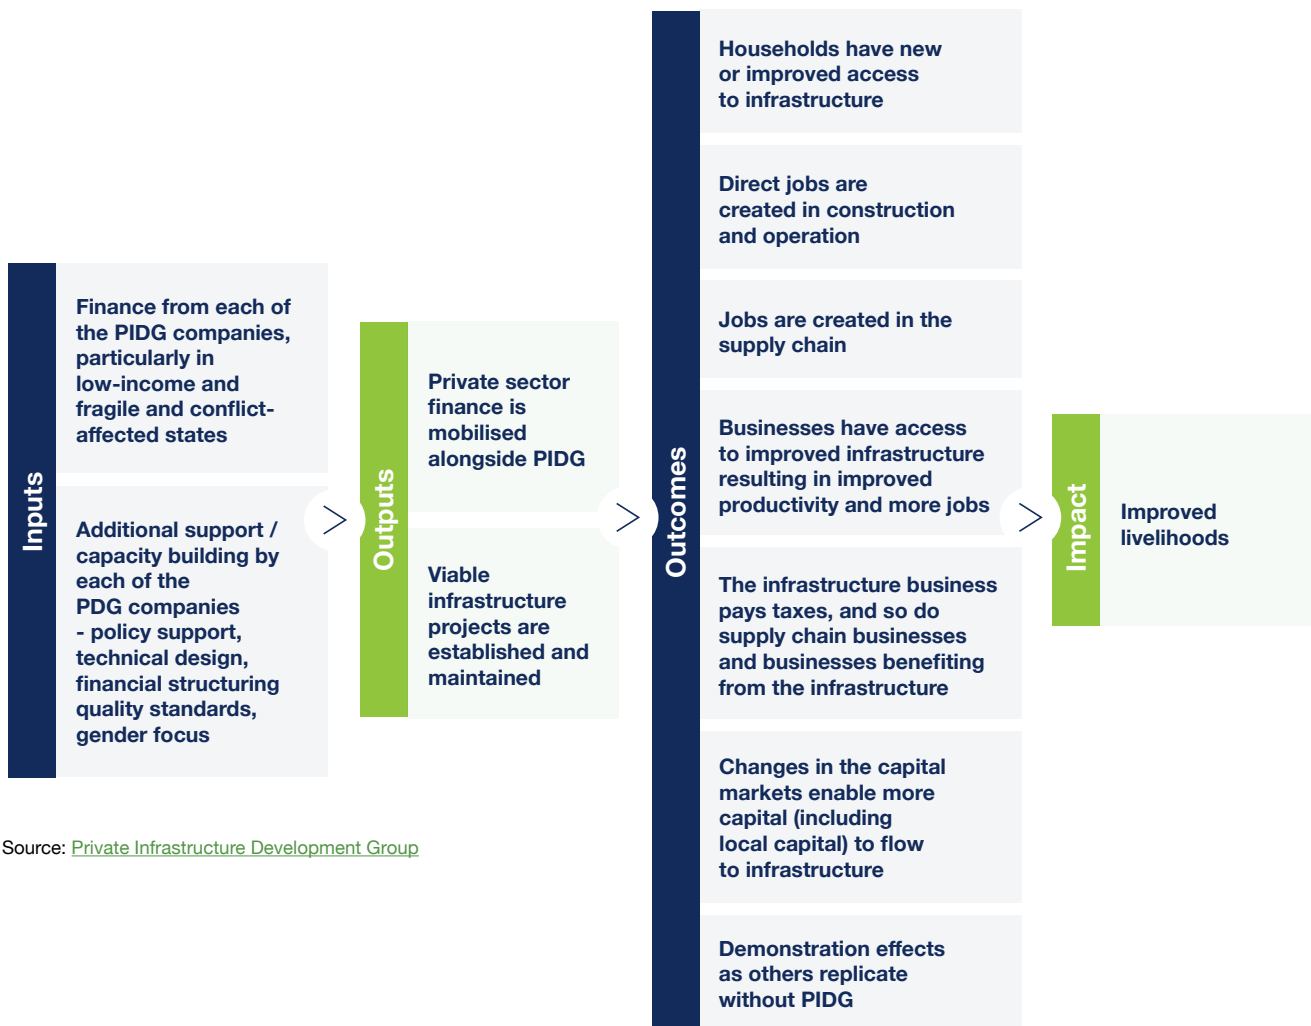 Inputs
Finance from each of
the PIDG companies,
particularly in
low-income and
fragile and conflict-
affected states
Additional support /
capacity building by
each of the
PDG companies
- policy support,
technical design,
financial structuring
quality standards,
gender focus
>
Outputs
Private sector
finance is
mobilised
alongside PIDG
Viable
infrastructure
projects are
established and
maintained
>
Outcomes
Households have new
or improved access
to infrastructure
Direct jobs are
created in construction
and operation
Jobs are created in the
supply chain
Businesses have access
to improved infrastructure
resulting in improved
productivity and more jobs
The infrastructure business
pays taxes, and so do
supply chain businesses
and businesses benefiting
from the infrastructure
Changes in the capital
markets enable more
capital (including
local capital) to flow
to infrastructure
Demonstration effects
as others replicate
without PIDG
>
Impact
Improved
livelihoods
Source: Private Infrastructure Development Group